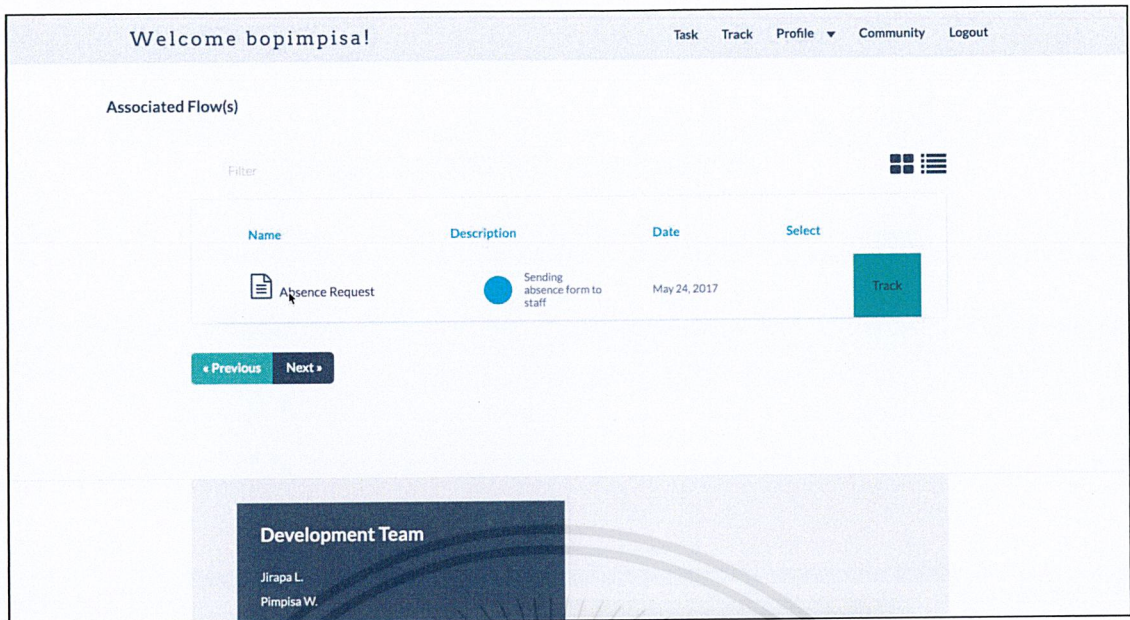 Welcome bopimpisa!
Task Track Profile Community Logout
Associated Flow(s)
Filter
Name Description Date Select
Absence Request
Sending
absence form to
staff
May 24, 2017
Track
« Previous Next »
Development Team
Jirapa L.
Pimpisa W.